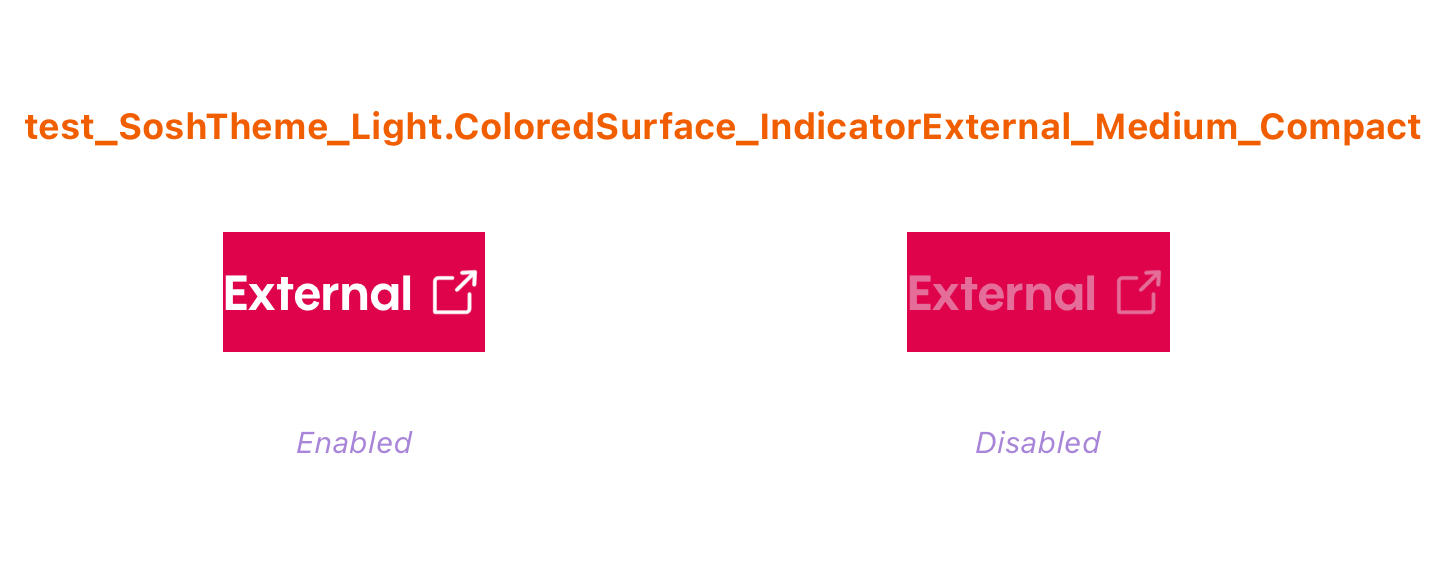 test_SoshTheme_Light.ColoredSurface_IndicatorExternal_Medium_Compact
External External
Enabled Disabled